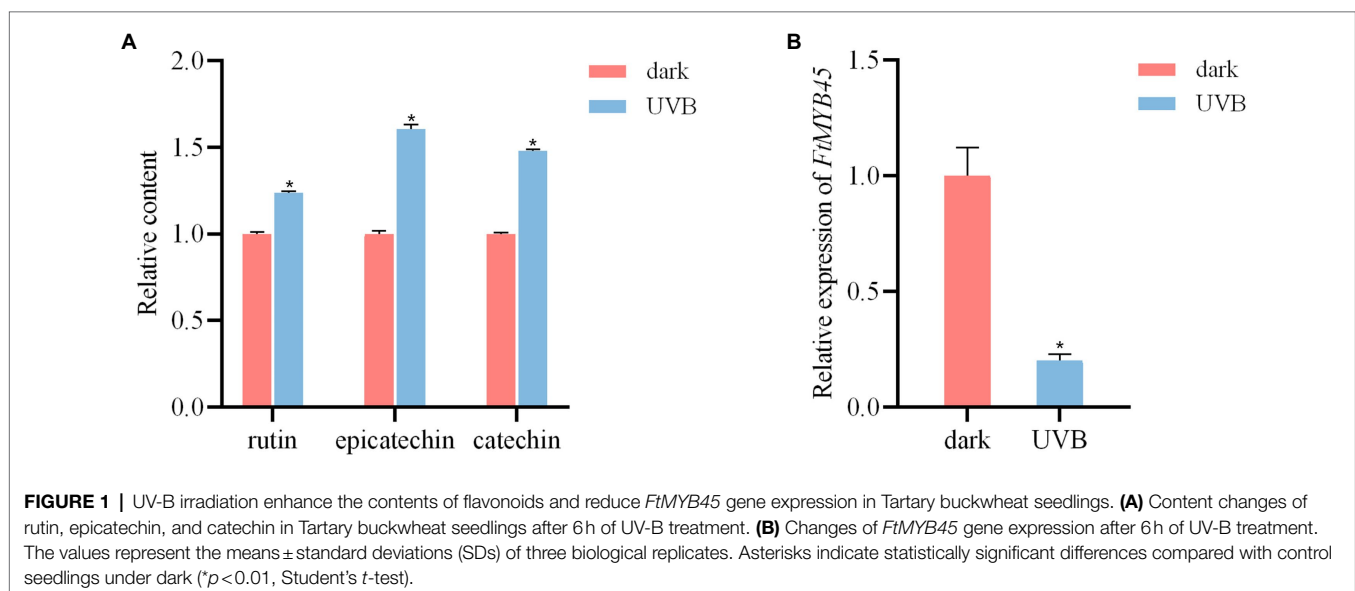 A
2.0
1.5
1.0
0.5
0.0
Relative content
dark
UVB
*
*
*
rutin epicatechin catechin
B
1.5
1.0
0.5
0.0
Relative expression of FtMYB45
dark
UVB
*
dark UVB
FIGURE 1 | UV-B irradiation enhance the contents of flavonoids and reduce FtMYB45 gene expression in Tartary buckwheat seedlings. (A) Content changes of
rutin, epicatechin, and catechin in Tartary buckwheat seedlings after 6 h of UV-B treatment. (B) Changes of FtMYB45 gene expression after 6 h of UV-B treatment.
The values represent the means ± standard deviations (SDs) of three biological replicates. Asterisks indicate statistically significant differences compared with control
seedlings under dark (*p < 0.01, Student's t-test).